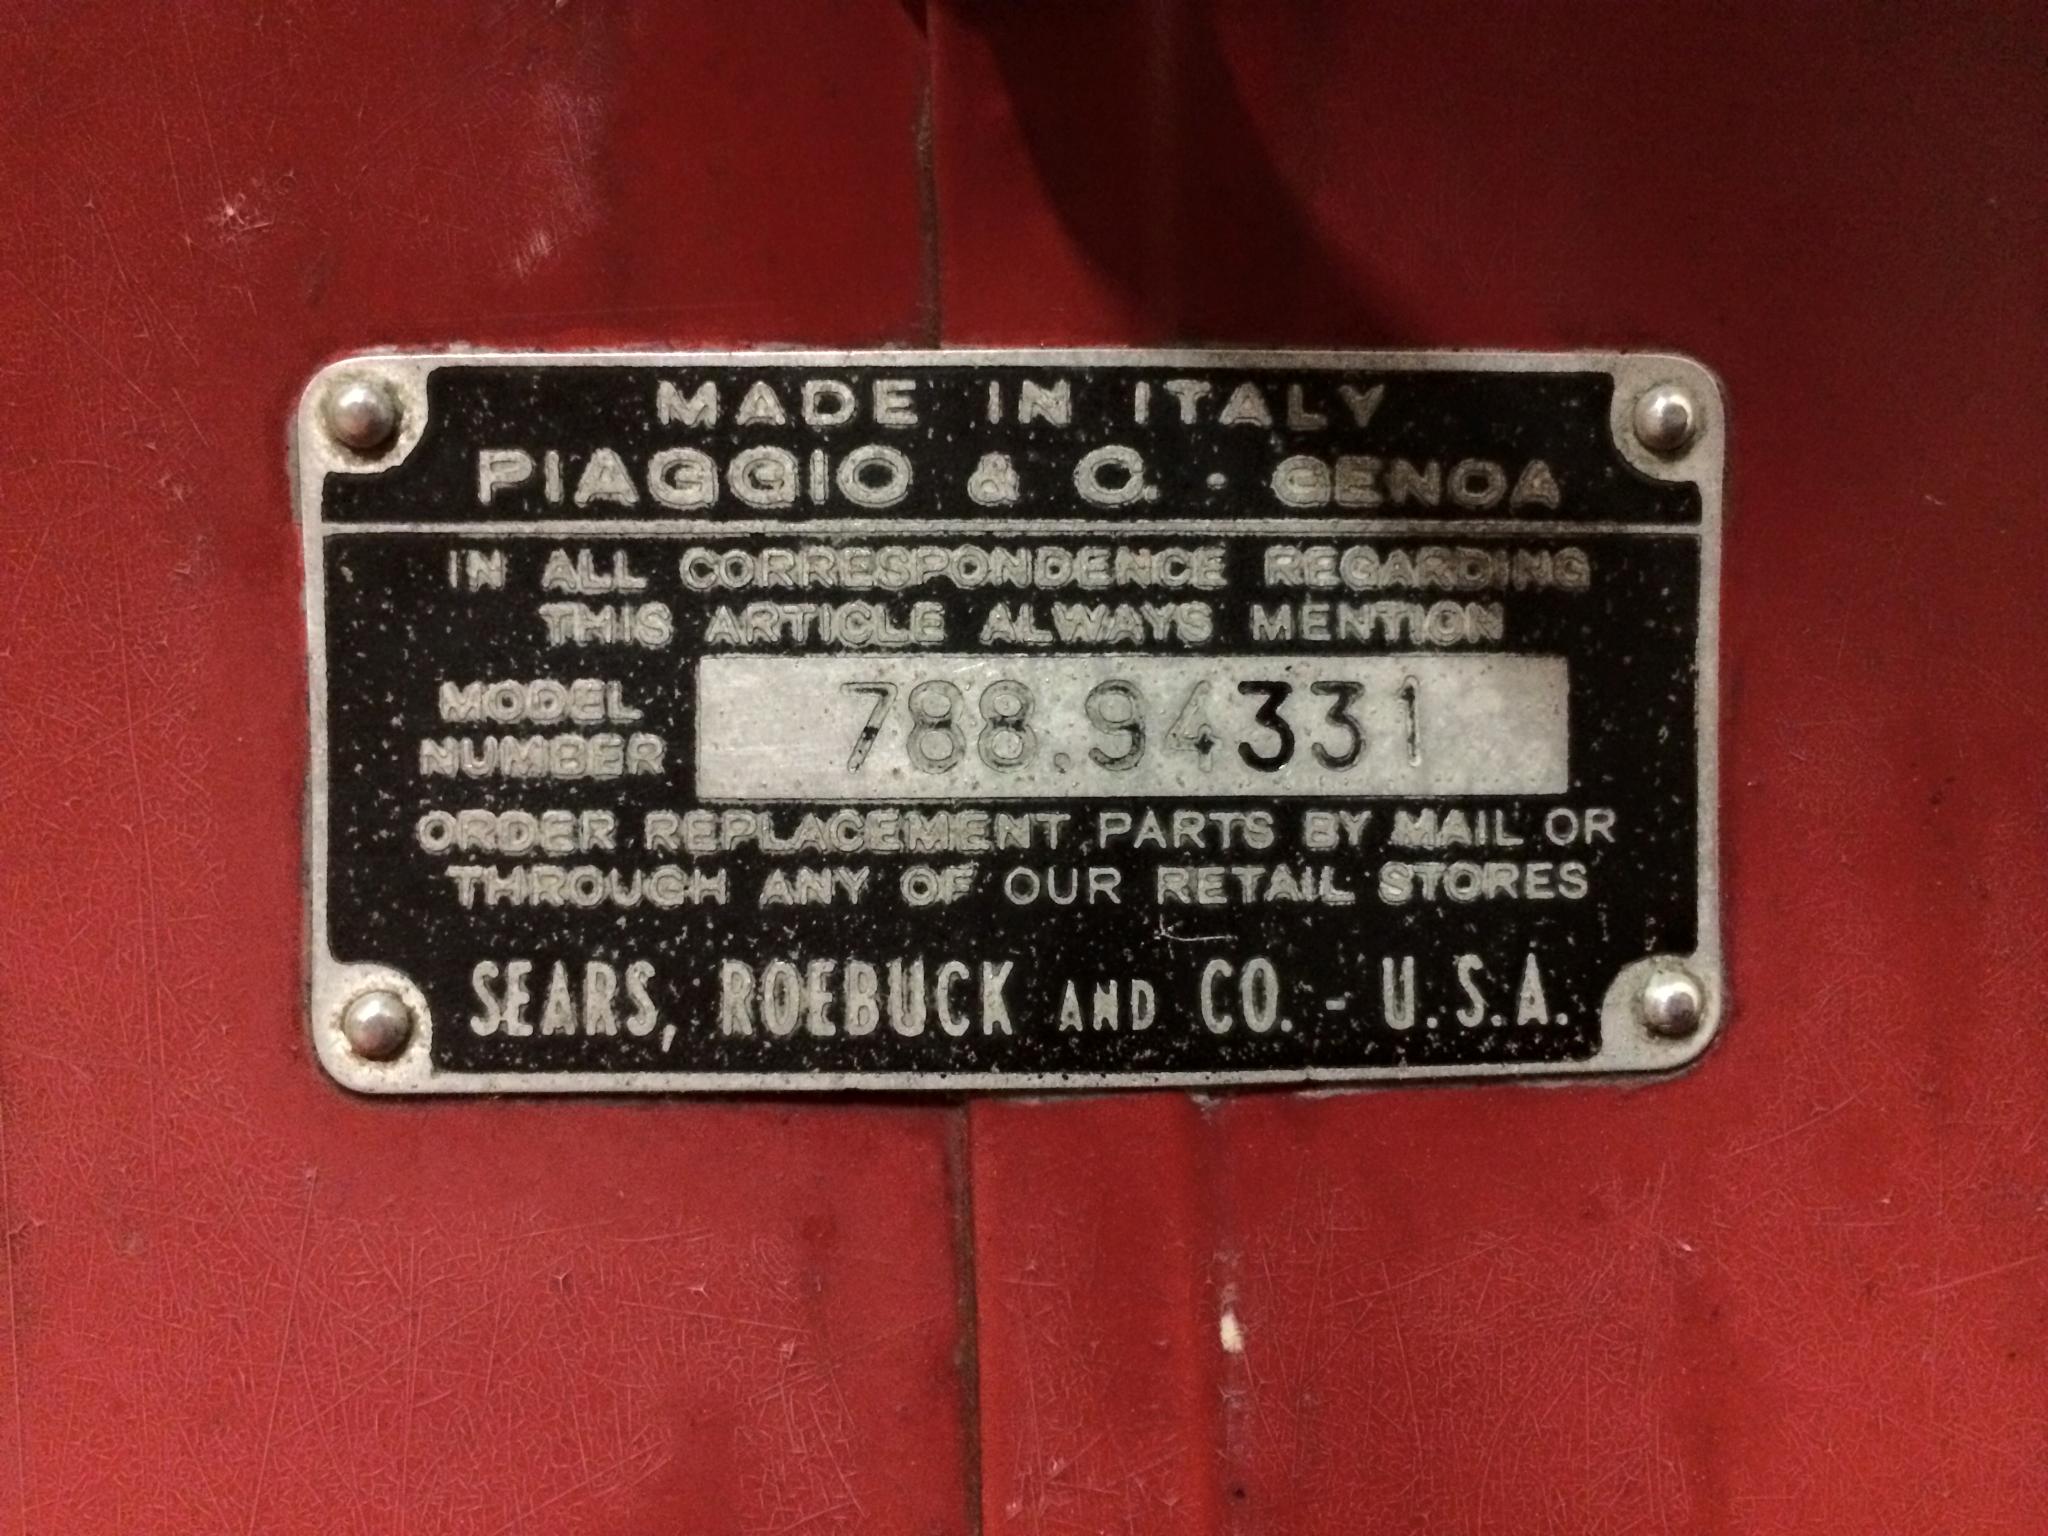 MADE IN ITALY
PIAGGIO & C. · GENOA
IN ALL CORRESPONDENCE REGARDING
THIS ARTICLE ALWAYS MENTION
MODEL NUMBER 788.94331
ORDER REPLACEMENT PARTS BY MAIL OR
THROUGH ANY OF OUR RETAIL STORES
SEARS, ROEBUCK AND CO. - U.S.A.